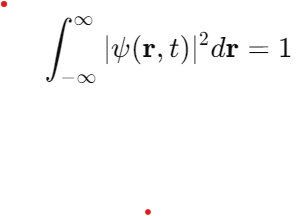 ∫_{-∞}^{∞} |ψ(𝐫, t)|² d𝐫 = 1